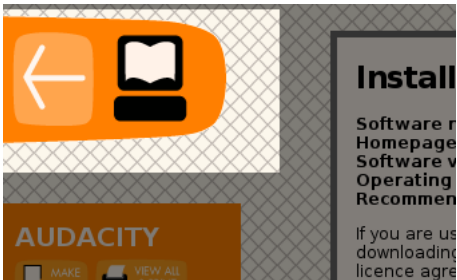 AUDACITY
MAKE
VIEW ALL
Install
Software r
Homepage
Software v
Operating
Recommen
If you are us
downloading
licence agre